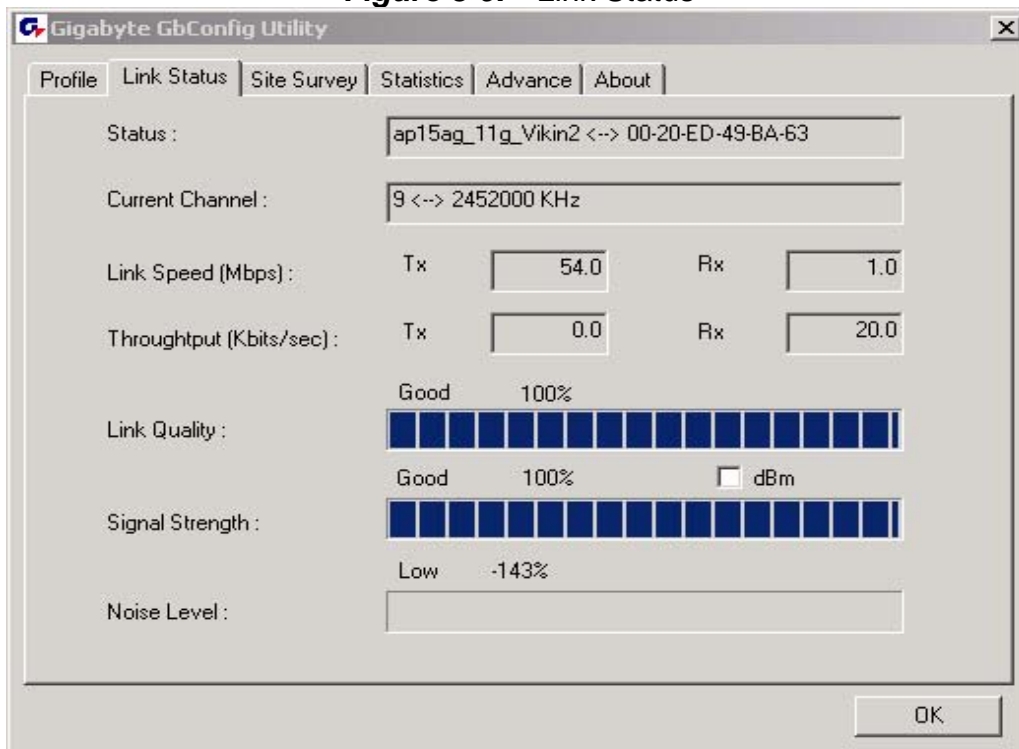 Link Status
Gigabyte GbConfig Utility
Profile Link Status Site Survey Statistics Advance About
Status : ap15ag_11g_Vikin2 <--> 00-20-ED-49-BA-63
Current Channel : 9 <--> 2452000 KHz
Link Speed (Mbps) : Tx 54.0 Rx 1.0
Throughtput (Kbits/sec) : Tx 0.0 Rx 20.0
Good 100%
Link Quality :
Good 100% dBm
Signal Strength :
Low -143%
Noise Level :
OK